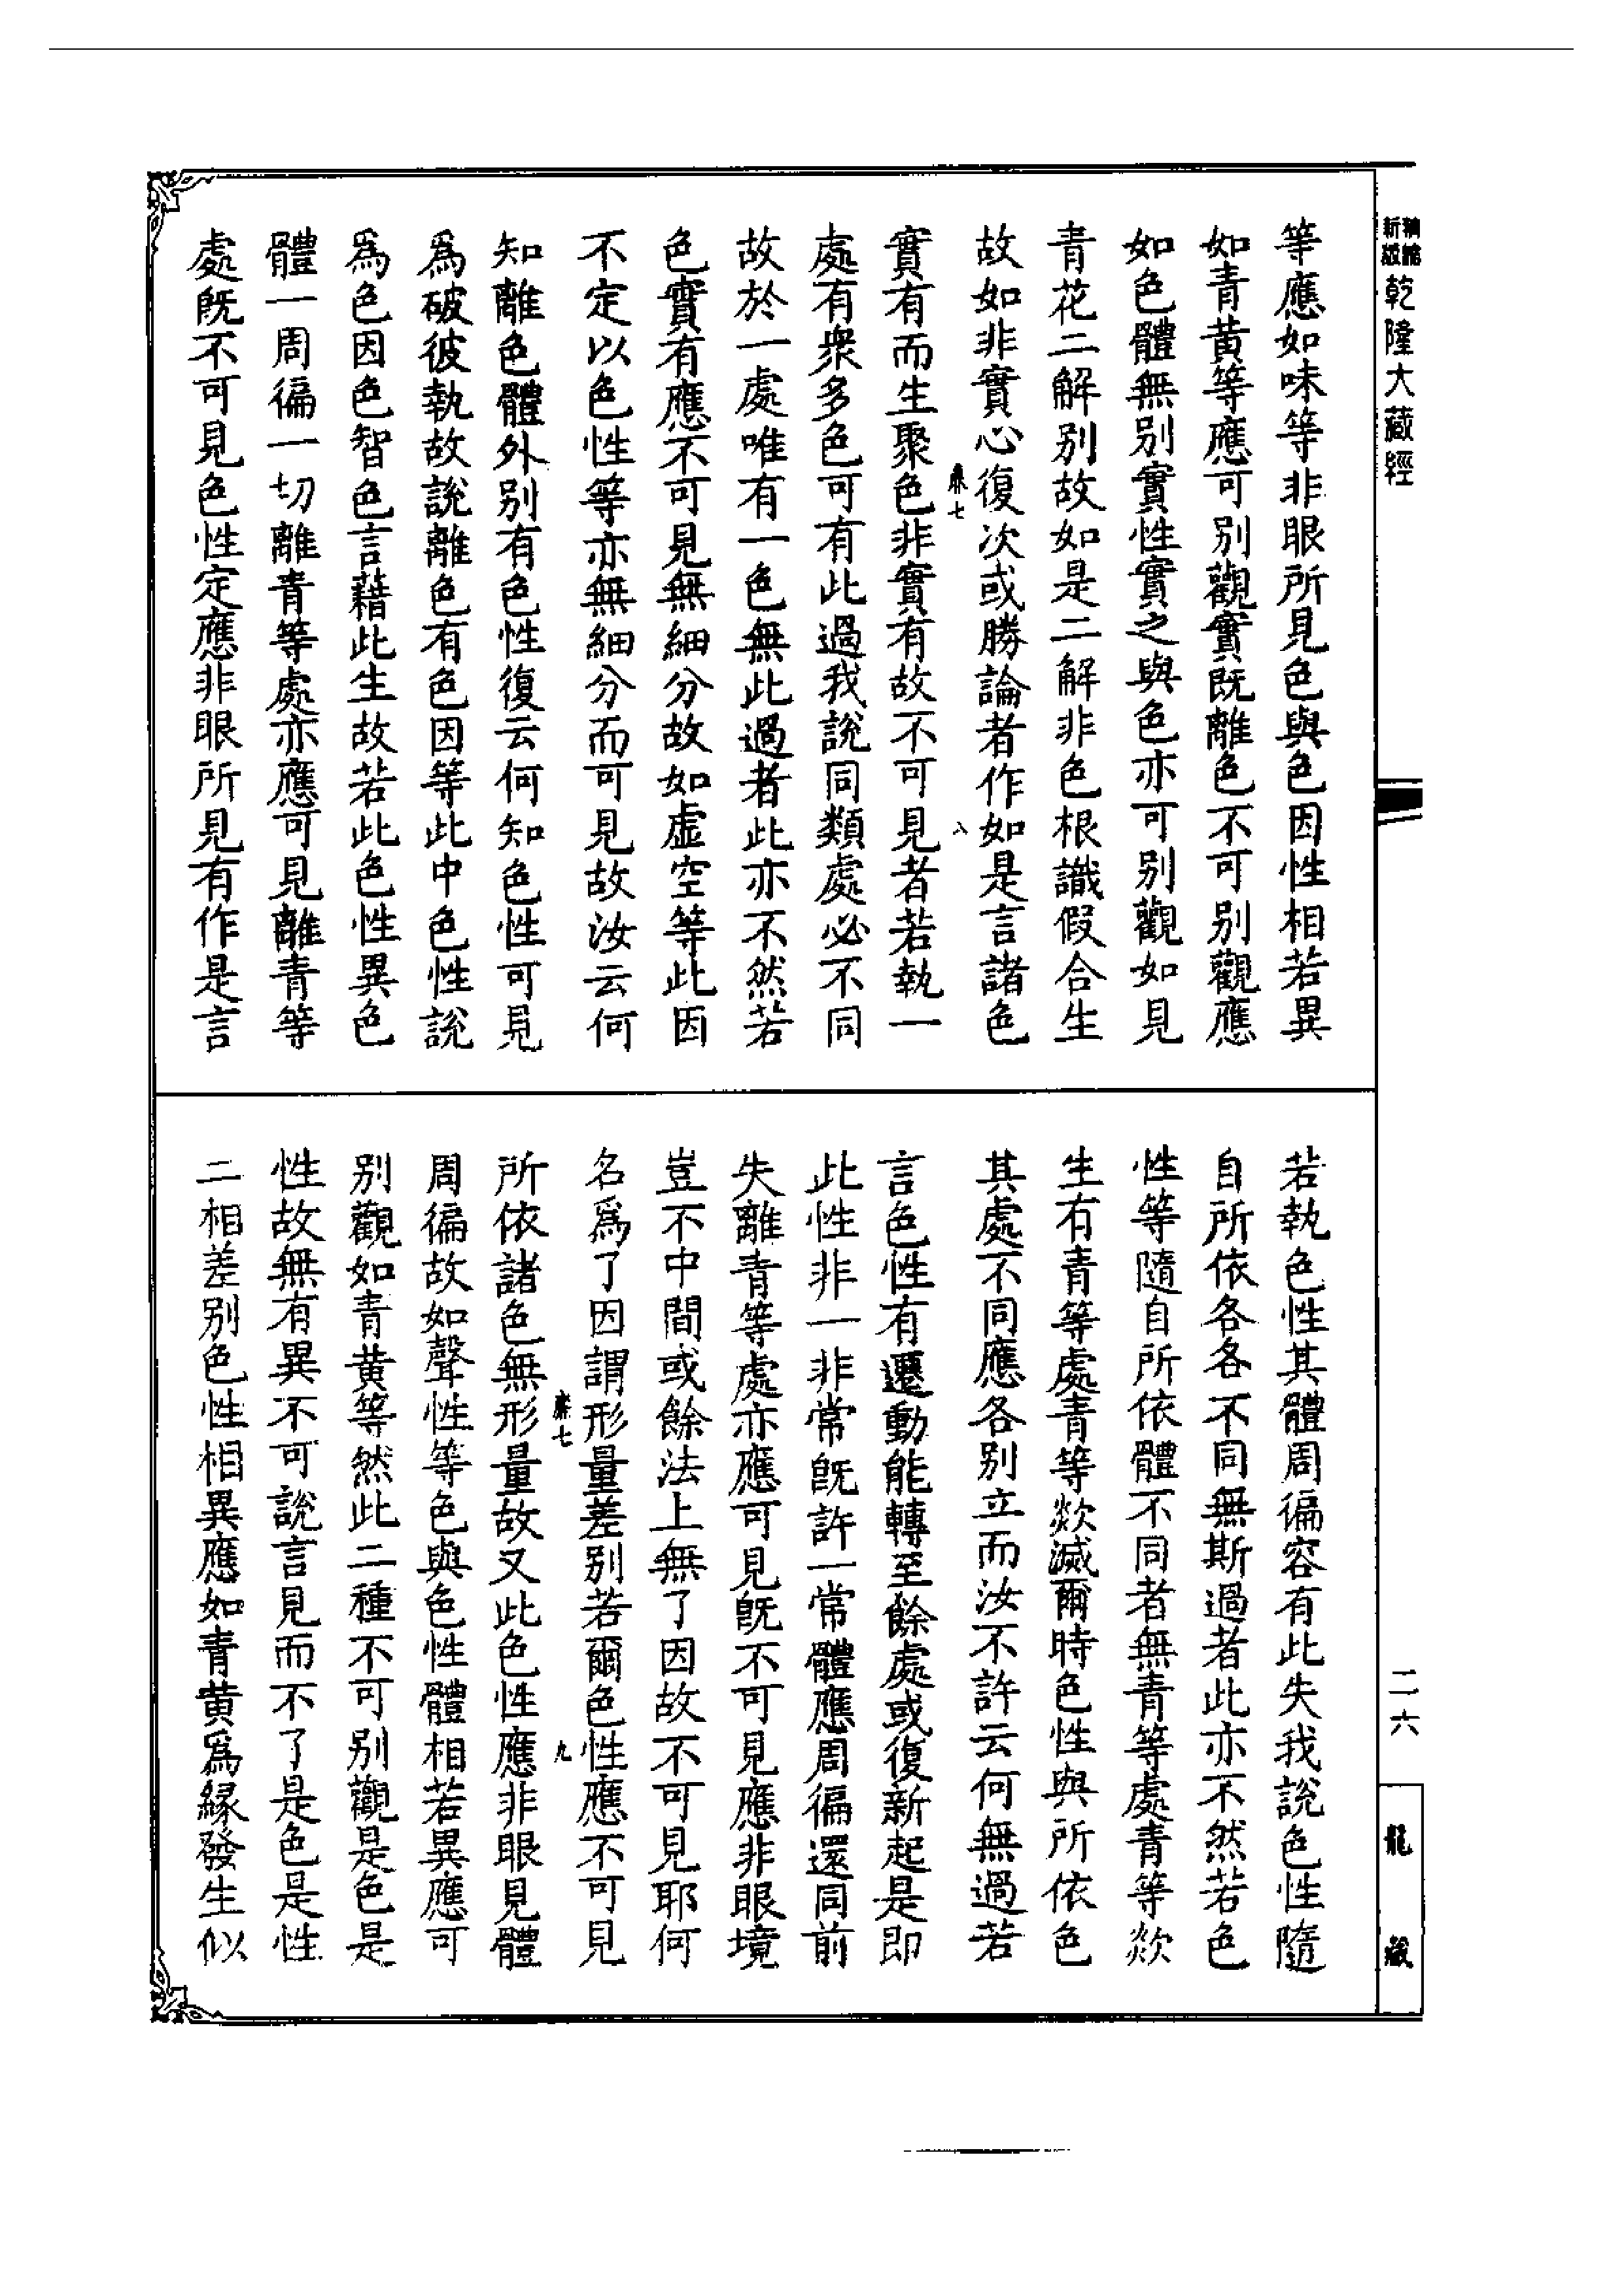 新版
精縮
乾隆大藏經
等應如味等非眼所見色與色因性相若異
如青黃等應可別觀實既離色不可別觀應
如色體無別實性實之與色亦可別觀如見
青花二解別故如是二解非色根識假合生
故如非實心復次或勝論者作如是言諸色
實有而生聚色非實有故不可見者若執一
處有衆多色可有此過我說同類處必不同
故於一處唯有一色無此過者此亦不然若
色實有應不可見無細分故如虛空等此因
不定以色性等亦無細分而可見故汝云何
知離色體外別有色性復云何知色性可見
爲破彼執故說離色有色因等此中色性說
爲色因色智色言藉此生故若此色性異色
體一周徧一切離青等處亦應可見離青等
處既不可見色性定應非眼所見有作是言
若執色性其體周徧容有此失我說色性隨
自所依各各不同無斯過者此亦不然若色
性等隨自所依體不同者無青等處青等欻
生有青等處青等欻滅爾時色性與所依色
其處不同應各別立而汝不許云何無過若
言色性有遷動能轉至餘處或復新起是即
此性非一非常既許一常體應周徧還同前
失離青等處亦應可見既不可見應非眼境
豈不中間或餘法上無了因故不可見耶何
名爲了因謂形量差別若爾色性應不可見
所依諸色無形量故又此色性應非眼見體
周徧故如聲性等色與色性體相若異應可
別觀如青黃等然此二種不可別觀是色是
性故無有異不可說言見而不了是色是性
二相差別色性相異應如青黃爲緣發生似
二六
龍藏